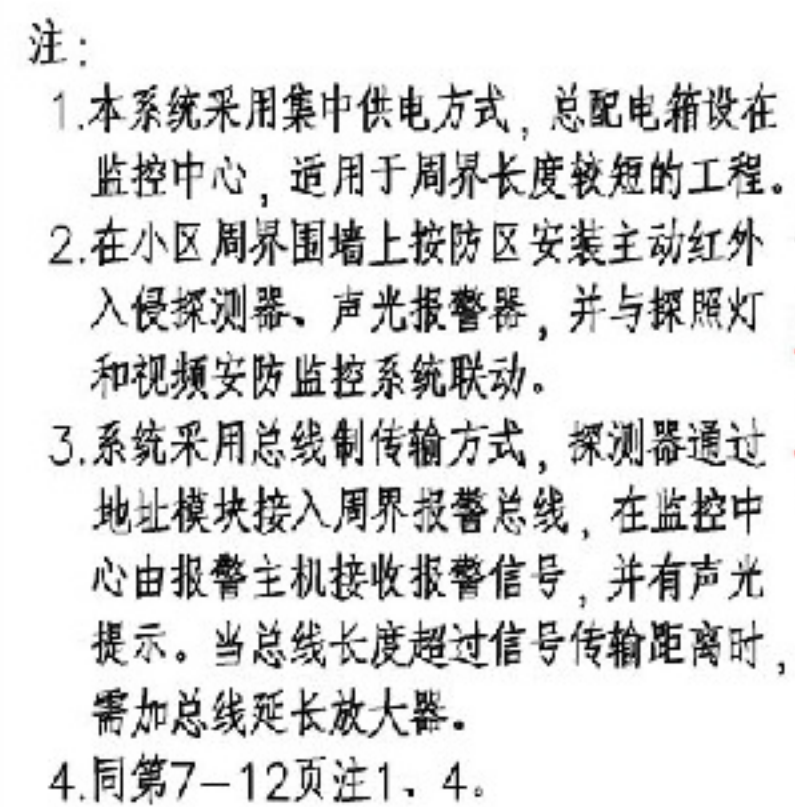 注：
1.本系统采用集中供电方式，总配电箱设在
监控中心，适用于周界长度较短的工程。
2.在小区周界围墙上按防区安装主动红外
入侵探测器、声光报警器，并与探照灯
和视频安防监控系统联动。
3.系统采用总线制传输方式，探测器通过
地址模块接入周界报警总线，在监控中
心由报警主机接收报警信号，并有声光
提示。当总线长度超过信号传输距离时，
需加总线延长放大器。
4.同第7-12页注1、4。